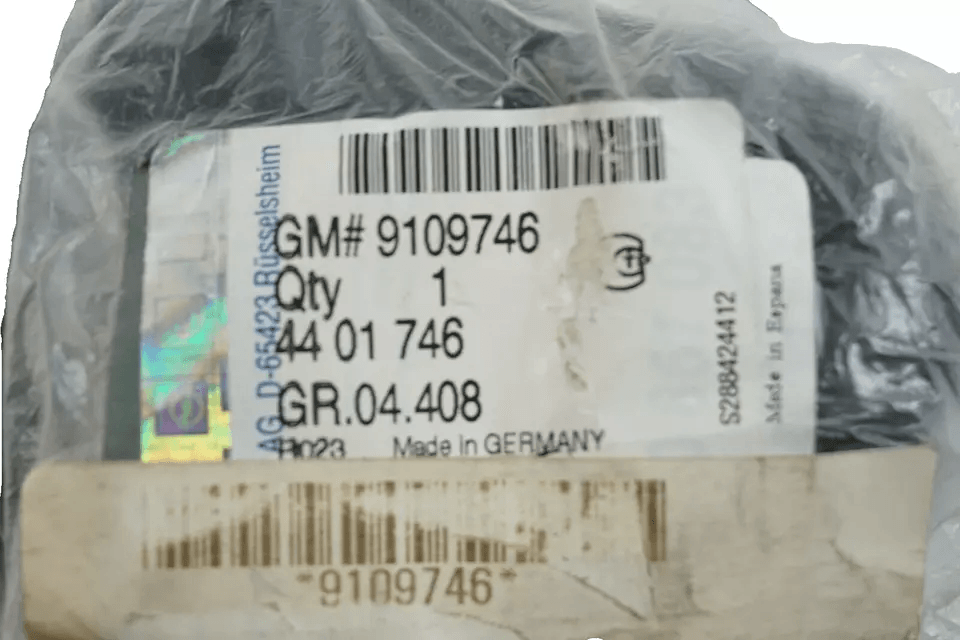 AG D-65423 Rüsselsheim
GM# 9109746
Qty 1
44 01 746
GR.04.408
Made in GERMANY
S288424412
Made in España
*9109746*